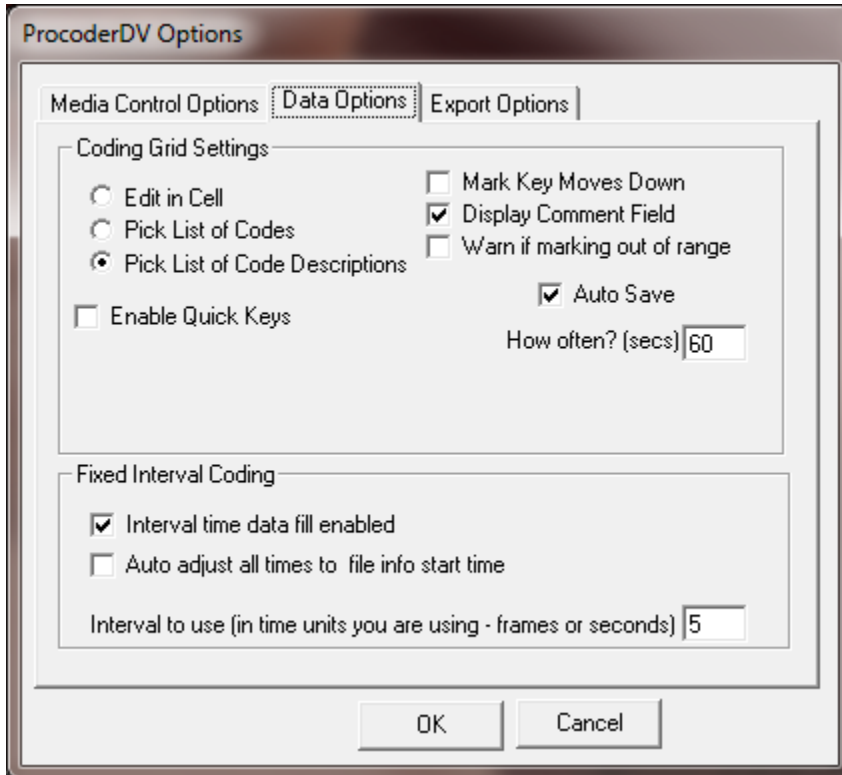 ProcoderDV Options
Media Control Options
Data Options
Export Options
Coding Grid Settings
Edit in Cell
Pick List of Codes
Pick List of Code Descriptions
Enable Quick Keys
Mark Key Moves Down
Display Comment Field
Warn if marking out of range
Auto Save
How often? (secs) 60
Fixed Interval Coding
Interval time data fill enabled
Auto adjust all times to file info start time
Interval to use (in time units you are using - frames or seconds) 5
OK
Cancel